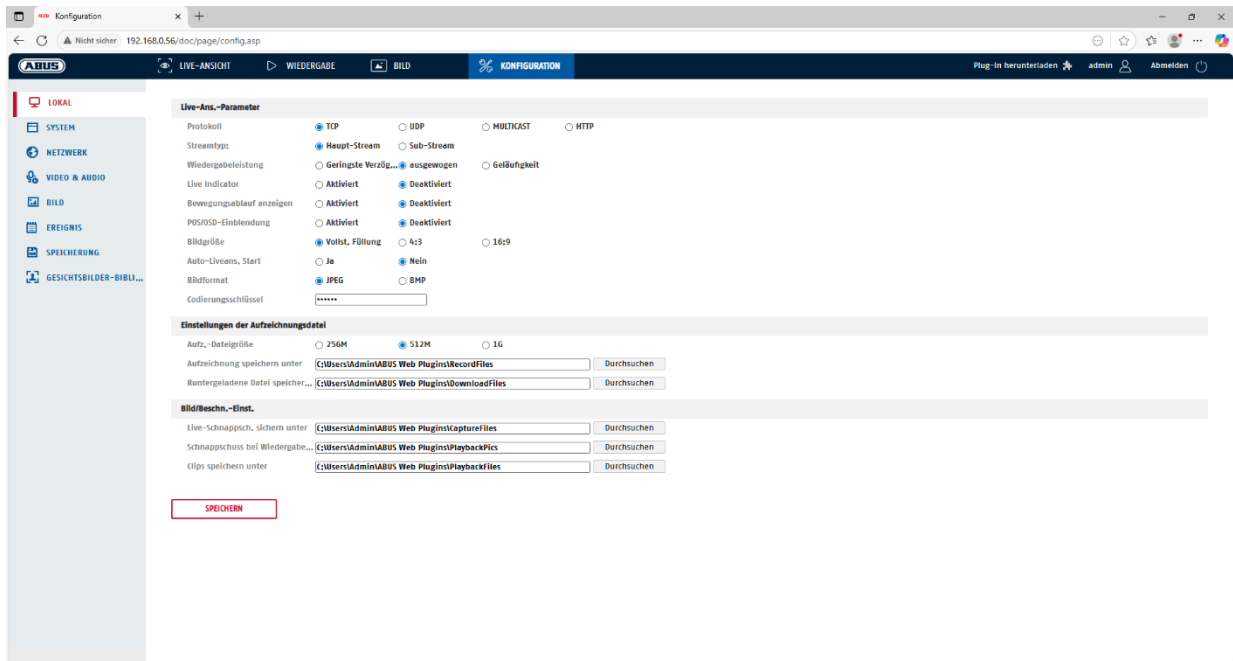 Konfiguration
Nicht sicher 192.168.0.56/doc/page/config.asp
ABUS LIVE-ANSICHT WIEDERGABE BILD KONFIGURATION Plug-In herunterladen admin Abmelden
LOKAL
SYSTEM
NETZWERK
VIDEO & AUDIO
BILD
EREIGNIS
SPEICHERUNG
GESICHTSBILDER-BIBLI...
Live-Ans.-Parameter
Protokoll TCP UDP MULTICAST HTTP
Streamtyp: Haupt-Stream Sub-Stream
Wiedergabeleistung Geringste Verzög... ausgewogen Geläufigkeit
Live Indicator Aktiviert Deaktiviert
Bewegungsablauf anzeigen Aktiviert Deaktiviert
POS/OSD-Einblendung Aktiviert Deaktiviert
Bildgröße Vollst. Füllung 4:3 16:9
Auto-Liveans. Start Ja Nein
Bildformat JPEG BMP
Codierungsschlüssel ••••••
Einstellungen der Aufzeichnungsdatei
Aufz.-Dateigröße 256M 512M 1G
Aufzeichnung speichern unter C:\Users\Admin\ABUS Web Plugins\RecordFiles Durchsuchen
Runtergeladene Datei speicher... C:\Users\Admin\ABUS Web Plugins\DownloadFiles Durchsuchen
Bild/Beschn.-Einst.
Live-Schnappsch. sichern unter C:\Users\Admin\ABUS Web Plugins\CaptureFiles Durchsuchen
Schnappschuss bei Wiedergabe... C:\Users\Admin\ABUS Web Plugins\PlaybackPics Durchsuchen
Clips speichern unter C:\Users\Admin\ABUS Web Plugins\PlaybackFiles Durchsuchen
SPEICHERN